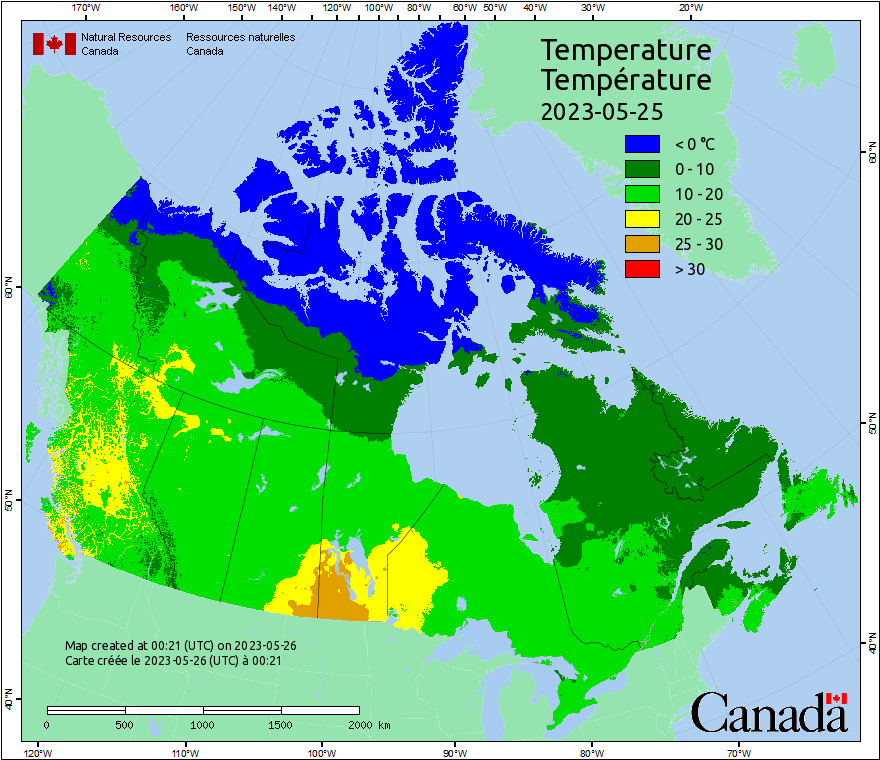 170°W 160°W 150°W 140°W 130°W 120°W 110°W 100°W 90°W 80°W 60°W 50°W 40°W 30°W 20°W
Natural Resources Canada
Ressources naturelles Canada
Temperature
Température
2023-05-25
< 0 °C
0 - 10
10 - 20
20 - 25
25 - 30
> 30
60°N
60°N
50°N
50°N
40°N
40°N
Map created at 00:21 (UTC) on 2023-05-26
Carte créée le 2023-05-26 (UTC) à 00:21
0 500 1000 1500 2000 km
Canada
120°W 110°W 100°W 90°W 80°W 70°W